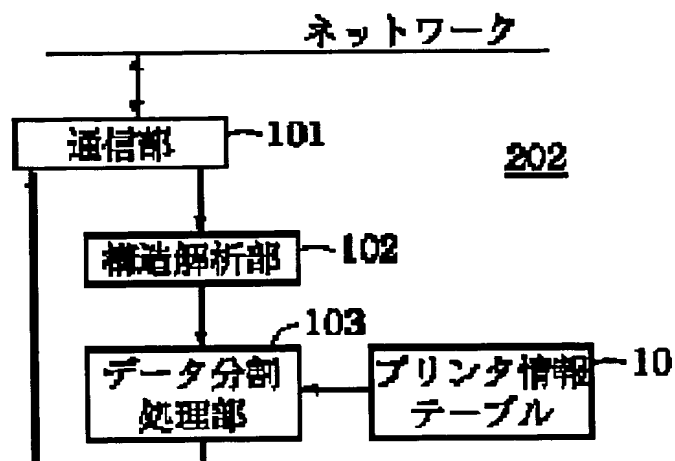 ネットワーク
通信部
101
202
構造解析部
102
103
データ分割
処理部
プリンタ情報
テーブル
10